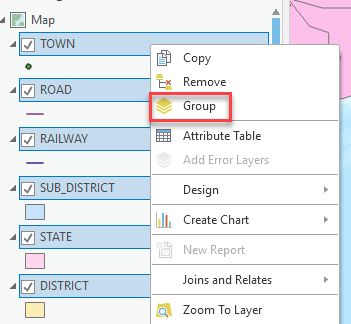 Map
TOWN
Copy
Remove
ROAD
Group
RAILWAY
Attribute Table
Add Error Layers
SUB_DISTRICT
Design
Create Chart
STATE
New Report
DISTRICT
Joins and Relates
Zoom To Layer